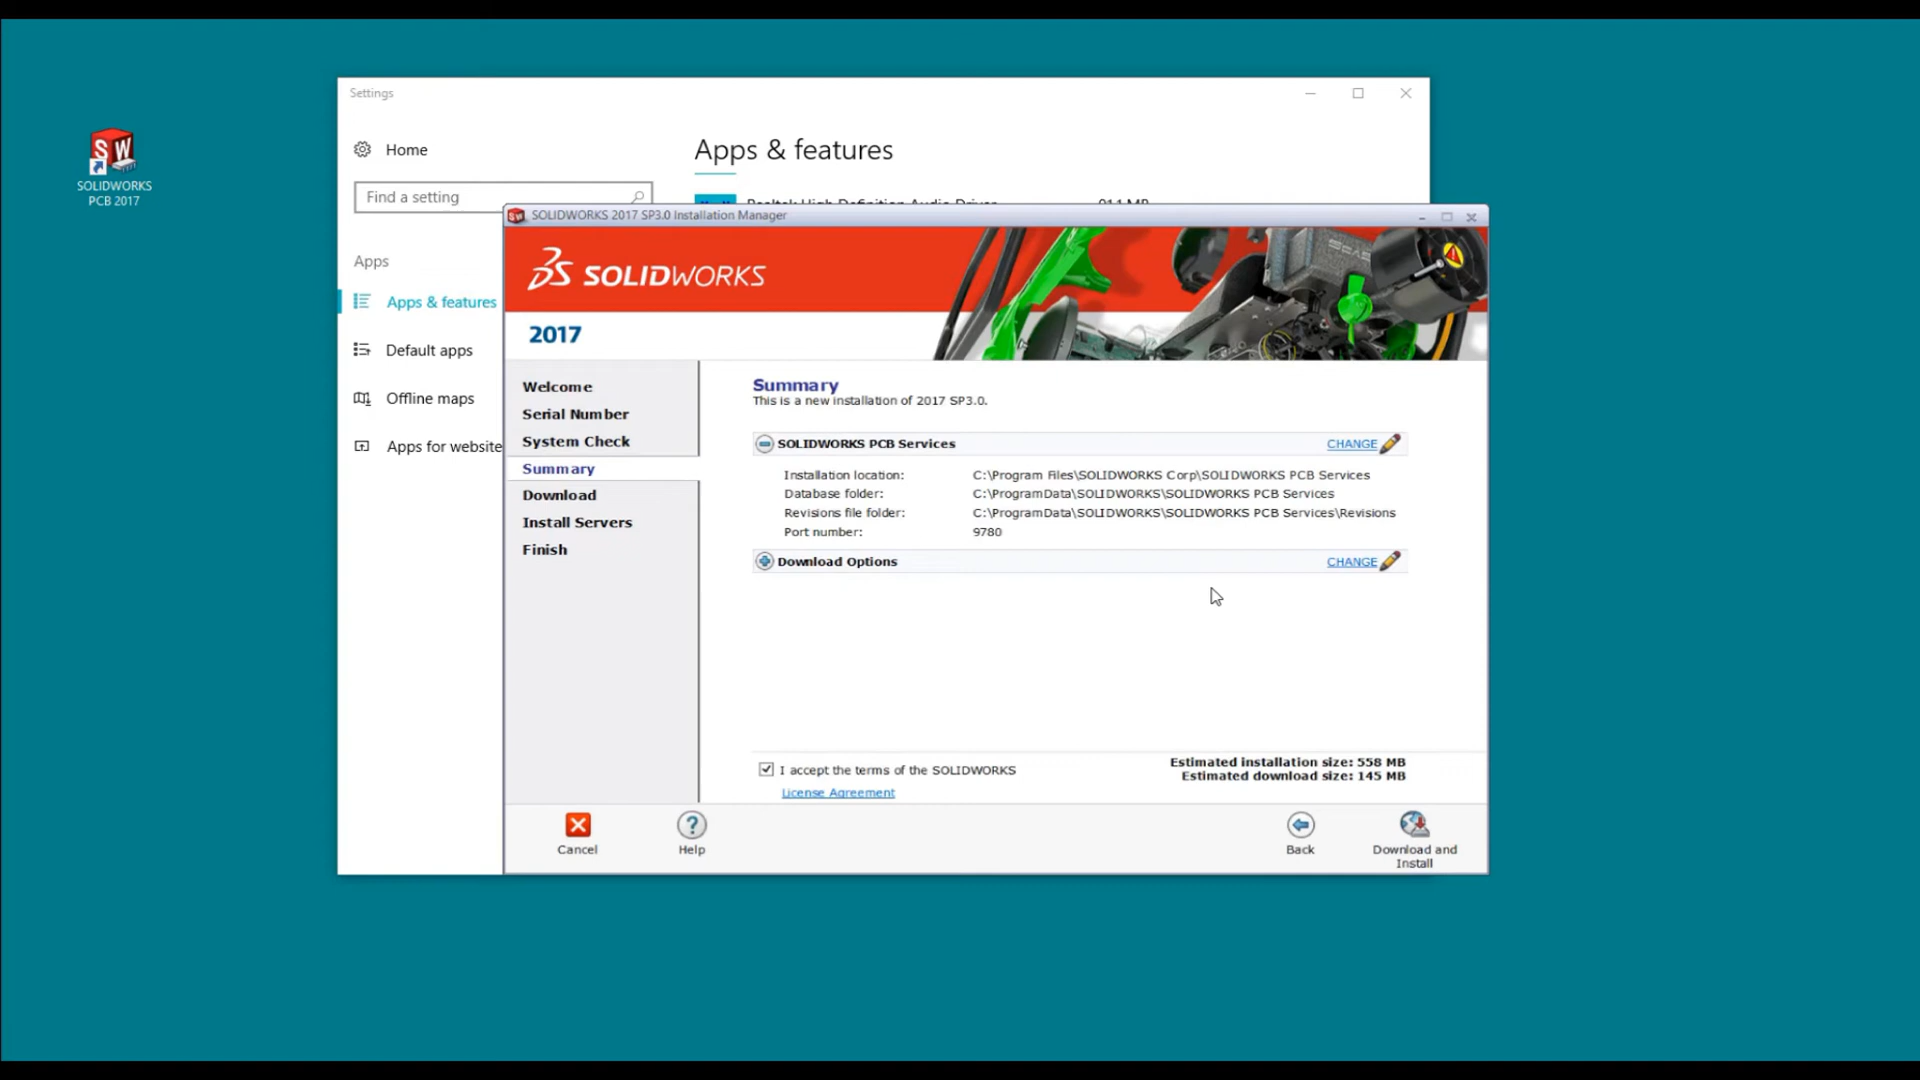 SOLIDWORKS
PCB 2017
Settings
Home
Find a setting
Apps
Apps & features
Default apps
Offline maps
Apps for website
Apps & features
Realtek High Definition Audio Driver
SOLIDWORKS 2017 SP3.0 Installation Manager
SOLIDWORKS
2017
Welcome
Serial Number
System Check
Summary
Download
Install Servers
Finish
Summary
This is a new installation of 2017 SP3.0.
SOLIDWORKS PCB Services CHANGE
Installation location: C:\Program Files\SOLIDWORKS Corp\SOLIDWORKS PCB Services
Database folder: C:\ProgramData\SOLIDWORKS\SOLIDWORKS PCB Services
Revisions file folder: C:\ProgramData\SOLIDWORKS\SOLIDWORKS PCB Services\Revisions
Port number: 9780
Download Options CHANGE
I accept the terms of the SOLIDWORKS
License Agreement
Estimated installation size: 558 MB
Estimated download size: 145 MB
Cancel
Help
Back
Download and
Install